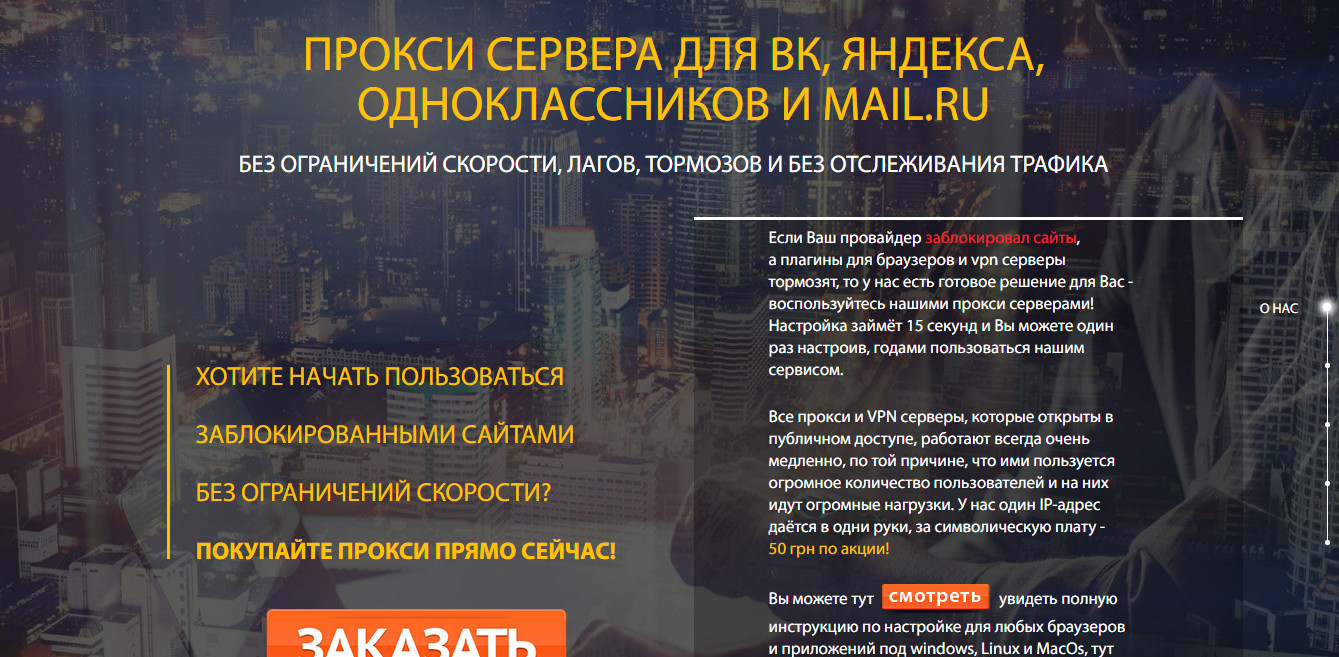 ПРОКСИ СЕРВЕРА ДЛЯ ВК, ЯНДЕКСА,
ОДНОКЛАССНИКОВ И MAIL.RU
БЕЗ ОГРАНИЧЕНИЙ СКОРОСТИ, ЛАГОВ, ТОРМОЗОВ И БЕЗ ОТСЛЕЖИВАНИЯ ТРАФИКА
ХОТИТЕ НАЧАТЬ ПОЛЬЗОВАТЬСЯ
ЗАБЛОКИРОВАННЫМИ САЙТАМИ
БЕЗ ОГРАНИЧЕНИЙ СКОРОСТИ?
ПОКУПАЙТЕ ПРОКСИ ПРЯМО СЕЙЧАС!
ЗАКАЗАТЬ
Если Ваш провайдер заблокировал сайты,
а плагины для браузеров и vpn серверы
тормозят, то у нас есть готовое решение для Вас -
воспользуйтесь нашими прокси серверами!
Настройка займёт 15 секунд и Вы можете один
раз настроив, годами пользоваться нашим
сервисом.
Все прокси и VPN серверы, которые открыты в
публичном доступе, работают всегда очень
медленно, по той причине, что ими пользуется
огромное количество пользователей и на них
идут огромные нагрузки. У нас один IP-адрес
даётся в одни руки, за символическую плату -
50 грн по акции!
Вы можете тут смотреть увидеть полную
инструкцию по настройке для любых браузеров
и приложений под windows, Linux и MacOs, тут
О НАС